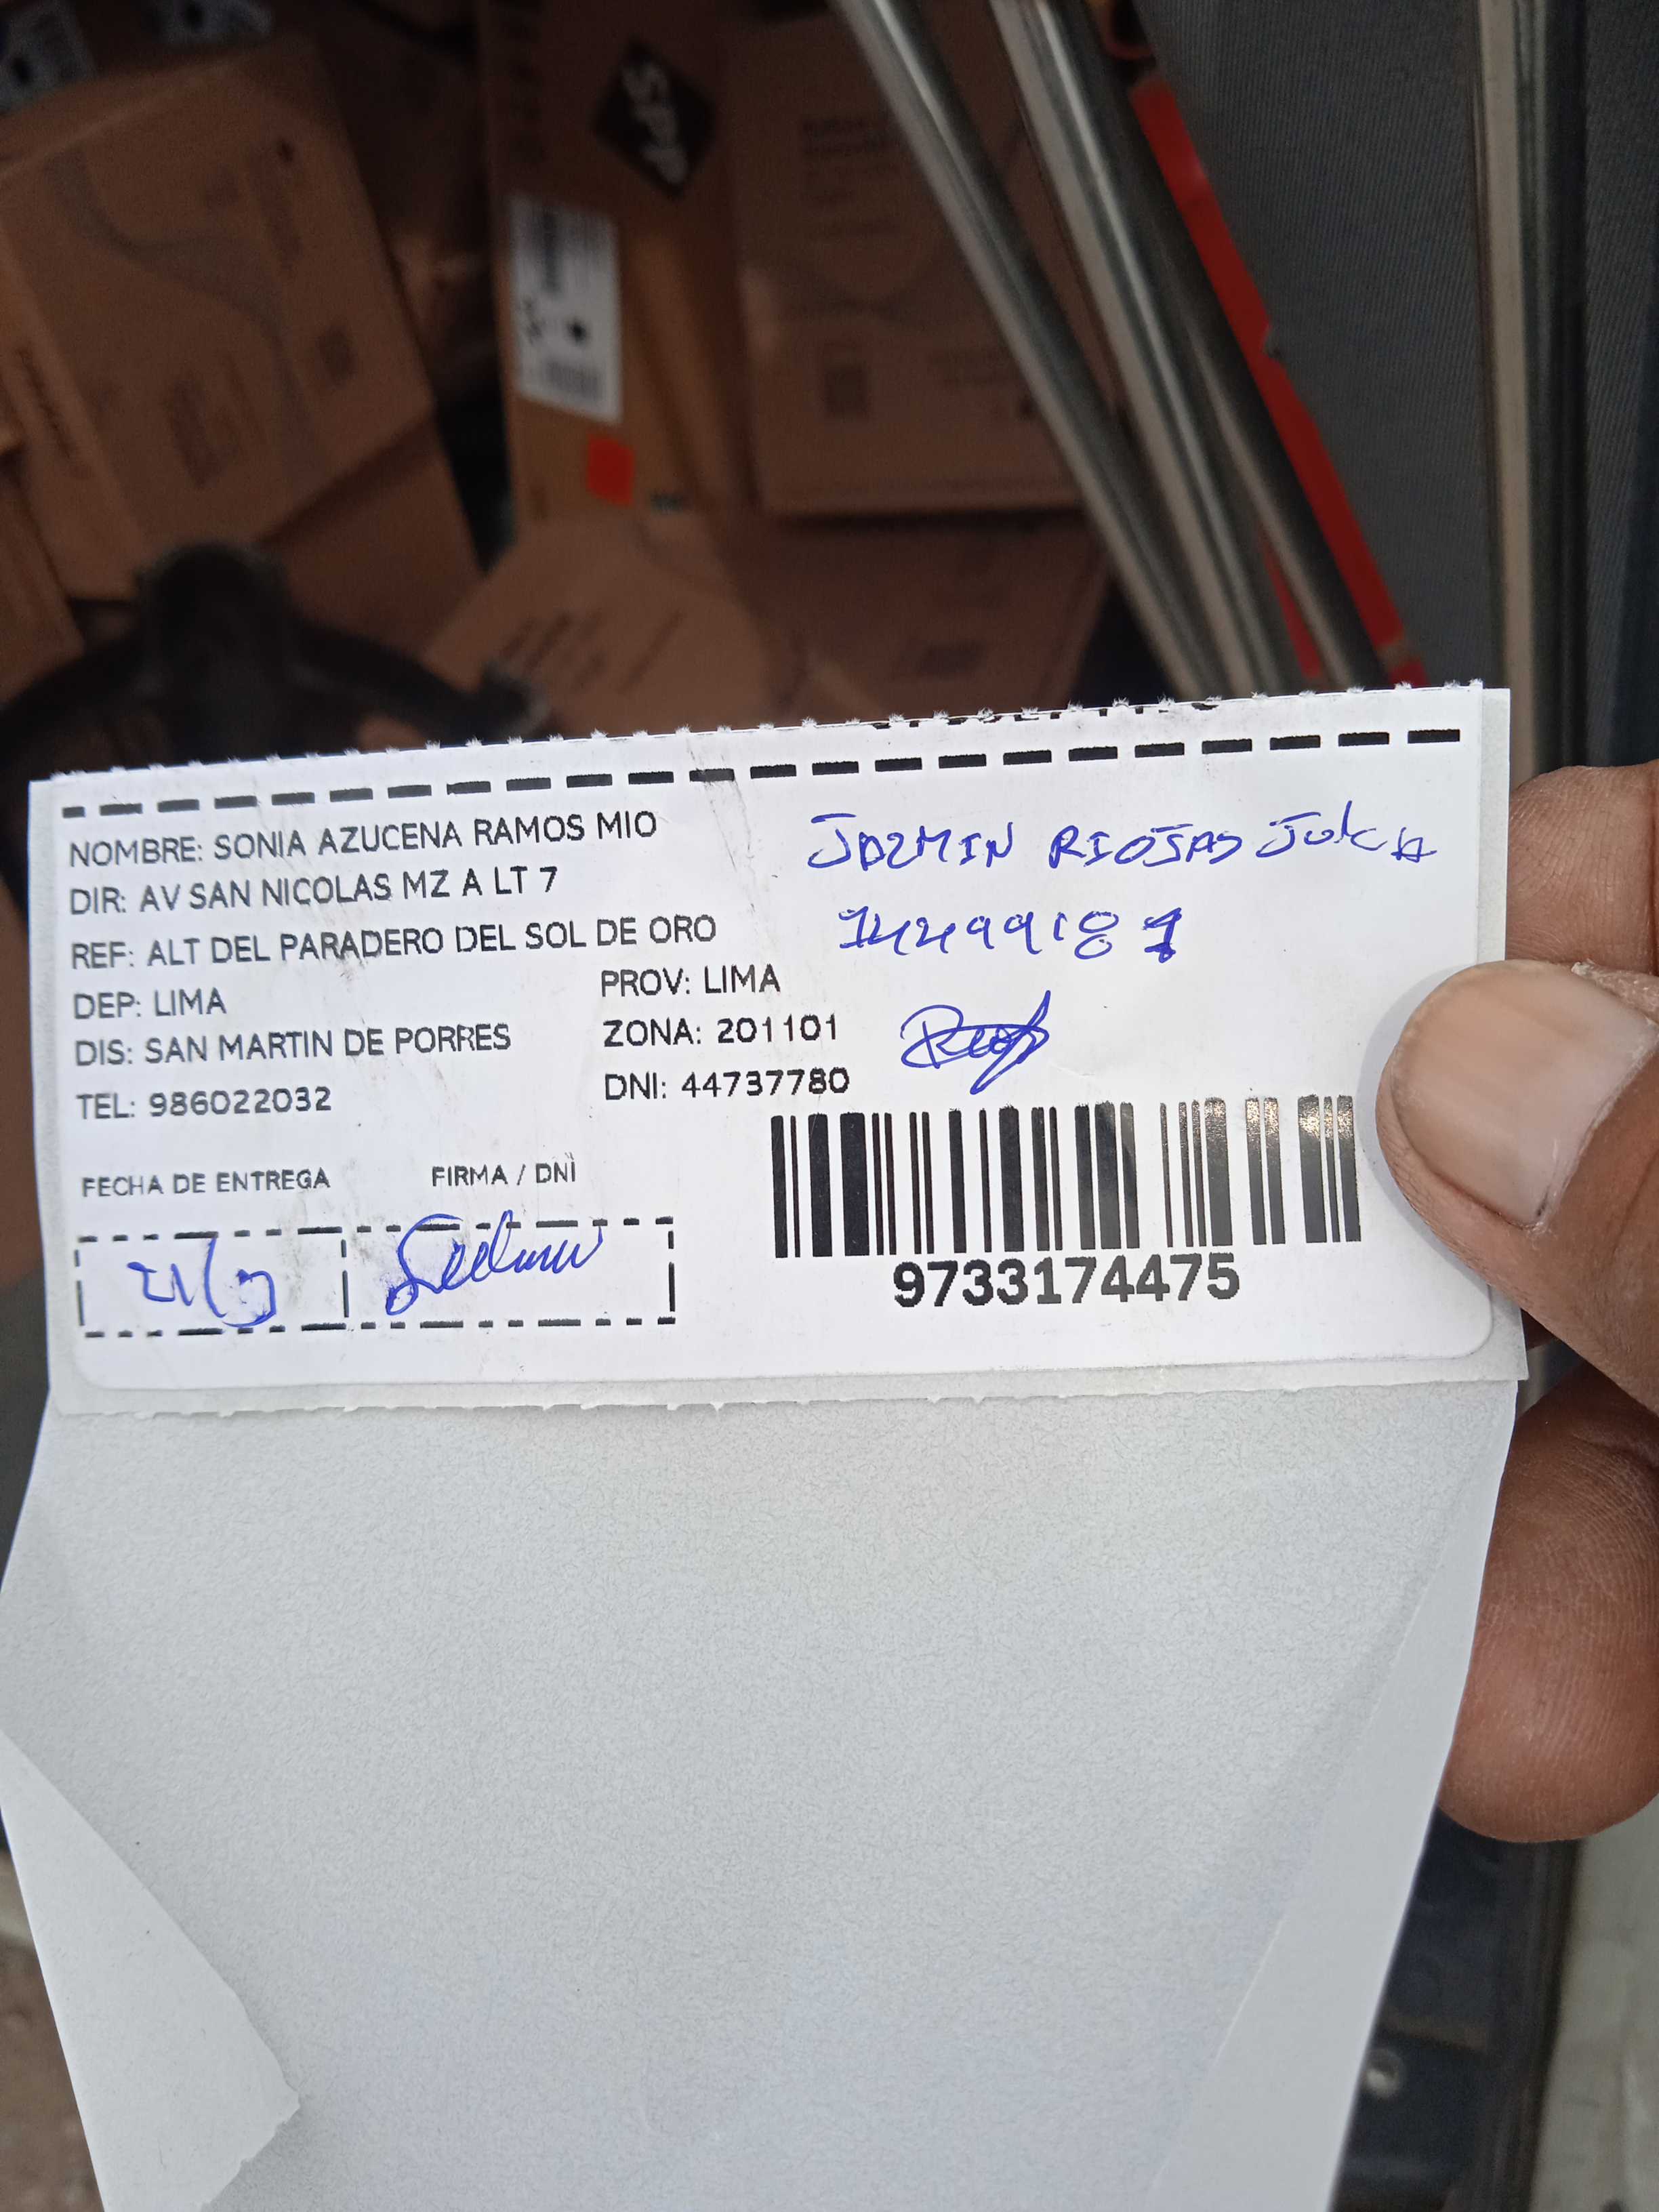 SPP
NOMBRE: SONIA AZUCENA RAMOS MIO
DIR: AV SAN NICOLAS MZ A LT 7
REF: ALT DEL PARADERO DEL SOL DE ORO
DEP: LIMA PROV: LIMA
DIS: SAN MARTIN DE PORRES ZONA: 201101
TEL: 986022032 DNI: 44737780
FECHA DE ENTREGA FIRMA / DNI
JAZMIN RIOJAS
9733174475